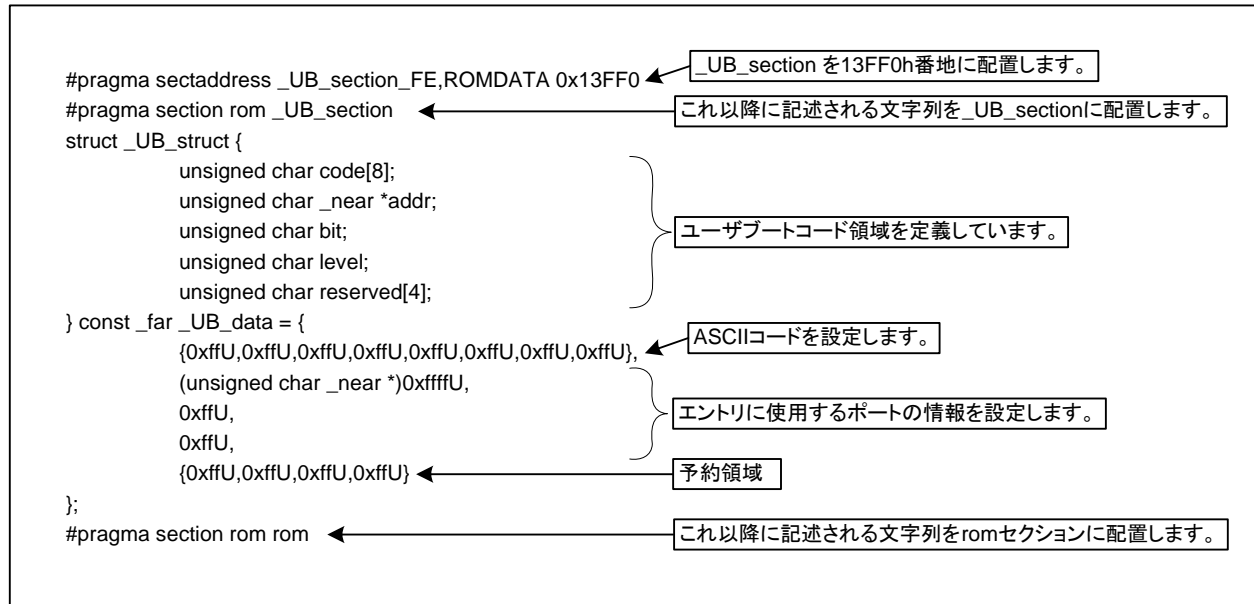 #pragma sectaddress _UB_section_FE,ROMDATA 0x13FF0
_UB_section を13FF0h番地に配置します。
#pragma section rom _UB_section
これ以降に記述される文字列を_UB_sectionに配置します。
struct _UB_struct {
unsigned char code[8];
unsigned char _near *addr;
unsigned char bit;
unsigned char level;
unsigned char reserved[4];
ユーザブートコード領域を定義しています。
} const _far _UB_data = {
{0xffU,0xffU,0xffU,0xffU,0xffU,0xffU,0xffU,0xffU},
ASCIIコードを設定します。
(unsigned char _near *)0xffffU,
0xffU,
0xffU,
エントリに使用するポートの情報を設定します。
{0xffU,0xffU,0xffU,0xffU}
予約領域
};
#pragma section rom rom
これ以降に記述される文字列をromセクションに配置します。